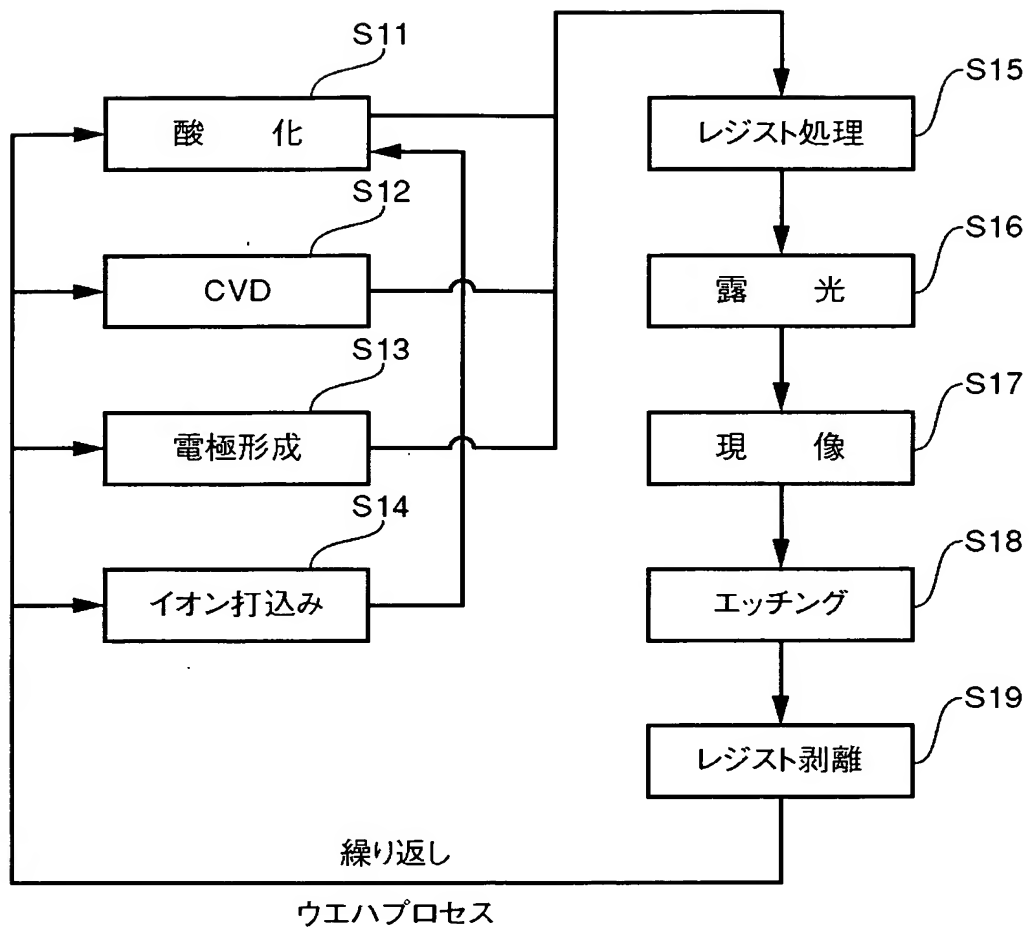 S11
酸 化
S12
CVD
S13
電極形成
S14
イオン打込み
S15
レジスト処理
S16
露 光
S17
現 像
S18
エッチング
S19
レジスト剥離
繰り返し
ウエハプロセス